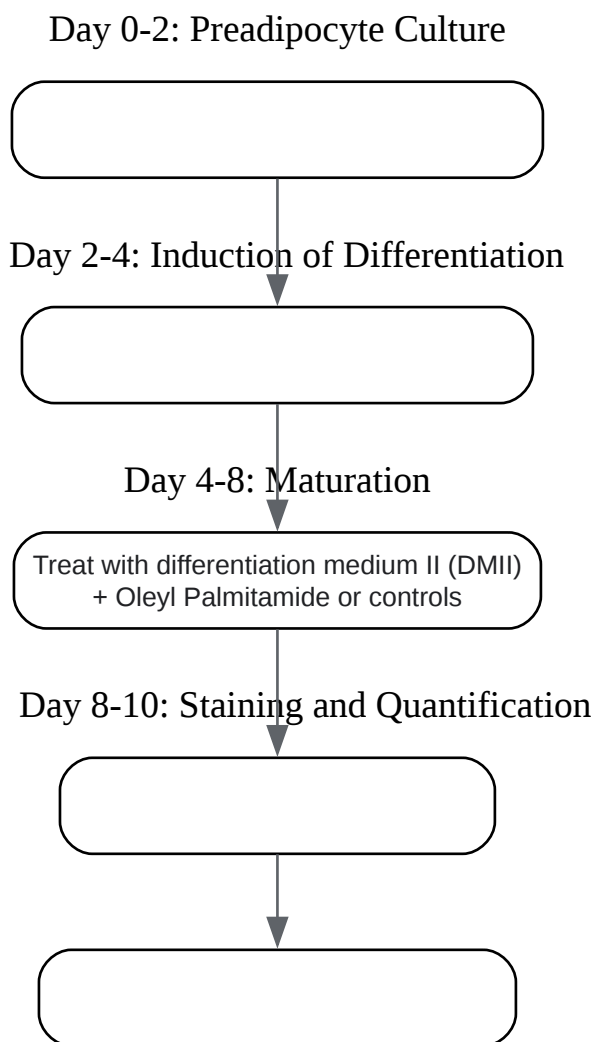 Day 0-2: Preadipocyte Culture
Day 2-4: Induction of Differentiation
Day 4-8: Maturation
Treat with differentiation medium II (DMII)
+ Oleyl Palmitamide or controls
Day 8-10: Staining and Quantification